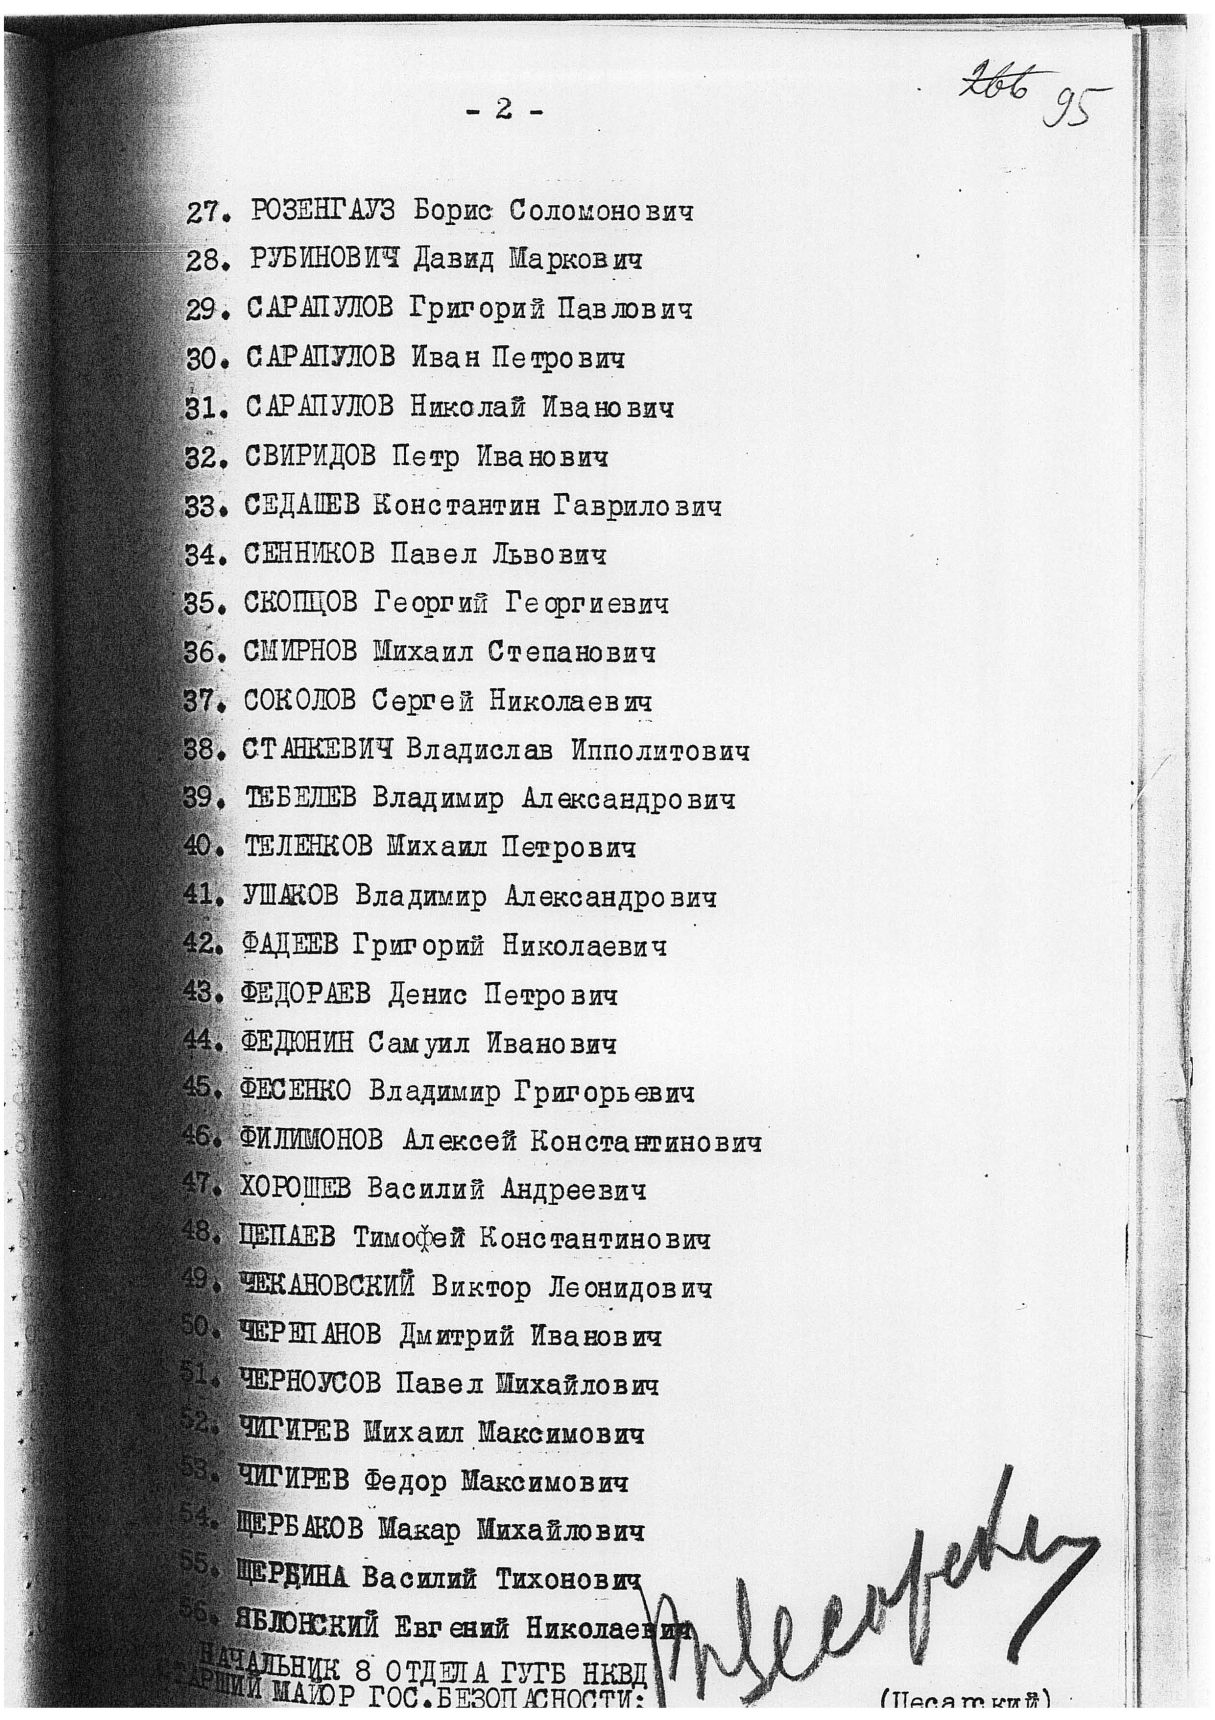 266 95
- 2 -
27. РОЗЕНГАУЗ Борис Соломонович
28. РУБИНОВИЧ Давид Маркович
29. САРАПУЛОВ Григорий Павлович
30. САРАПУЛОВ Иван Петрович
31. САРАПУЛОВ Николай Иванович
32. СВИРИДОВ Петр Иванович
33. СЕДАШЕВ Константин Гаврилович
34. СЕННИКОВ Павел Львович
35. СКОПЦОВ Георгий Георгиевич
36. СМИРНОВ Михаил Степанович
37. СОКОЛОВ Сергей Николаевич
38. СТАНКЕВИЧ Владислав Ипполитович
39. ТЕБЕЛЕВ Владимир Александрович
40. ТЕЛЕНКОВ Михаил Петрович
41. УШАКОВ Владимир Александрович
42. ФАДЕЕВ Григорий Николаевич
43. ФЕДОРАЕВ Денис Петрович
44. ФЕДЮНИН Самуил Иванович
45. ФЕСЕНКО Владимир Григорьевич
46. ФИЛИМОНОВ Алексей Константинович
47. ХОРОШЕВ Василий Андреевич
48. ЦЕПАЕВ Тимофей Константинович
49. ЧЕКАНОВСКИЙ Виктор Леонидович
50. ЧЕРЕПАНОВ Дмитрий Иванович
51. ЧЕРНОУСОВ Павел Михайлович
52. ЧИГИРЕВ Михаил Максимович
53. ЧИГИРЕВ Федор Максимович
54. ЩЕРБАКОВ Макар Михайлович
55. ЩЕРБИНА Василий Тихонович
56. ЯБЛОНСКИЙ Евгений Николаевич
НАЧАЛЬНИК 8 ОТДЕЛА ГУГБ НКВД
СТАРШИЙ МАЙОР ГОС.БЕЗОПАСНОСТИ:
(Цесарский)